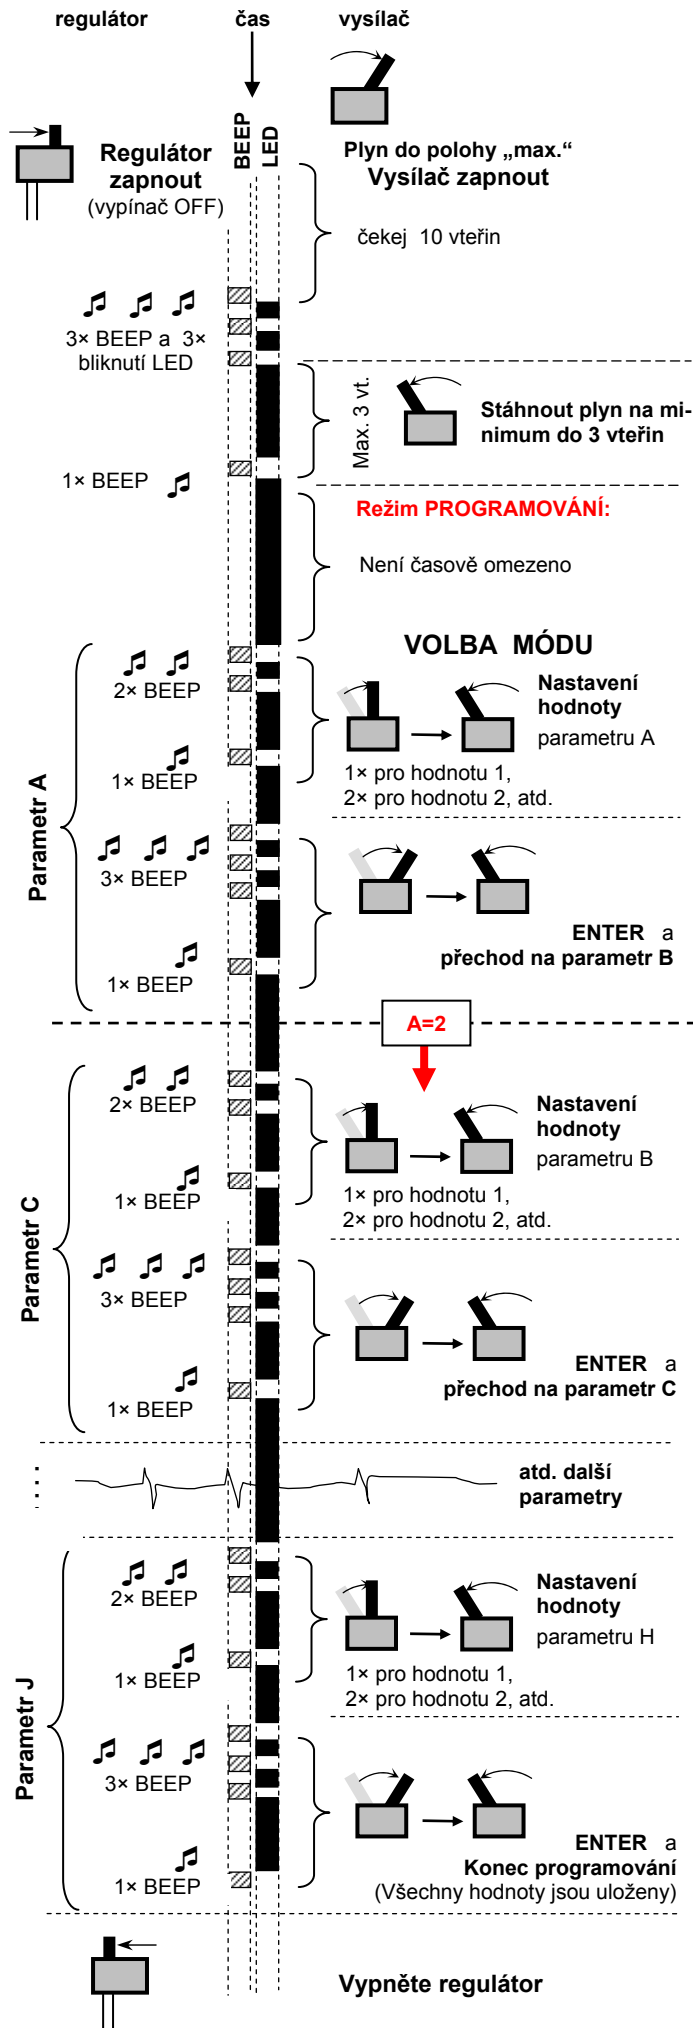 regulátor čas vysílač
BEEP
LED
Regulátor
zapnout
(vypínač OFF)
Plyn do polohy „max.“
Vysílač zapnout
čekej 10 vteřin
3× BEEP a 3×
bliknutí LED
Max. 3 vt.
Stáhnout plyn na mi-
nimum do 3 vteřin
1× BEEP
Režim PROGRAMOVÁNÍ:
Není časově omezeno
VOLBA MÓDU
Parametr A
2× BEEP
Nastavení
hodnoty
parametru A
1× BEEP
1× pro hodnotu 1,
2× pro hodnotu 2, atd.
3× BEEP
ENTER a
přechod na parametr B
1× BEEP
A=2
Parametr C
2× BEEP
Nastavení
hodnoty
parametru B
1× BEEP
1× pro hodnotu 1,
2× pro hodnotu 2, atd.
3× BEEP
ENTER a
přechod na parametr C
1× BEEP
....
atd. další
parametry
Parametr J
2× BEEP
Nastavení
hodnoty
parametru H
1× BEEP
1× pro hodnotu 1,
2× pro hodnotu 2, atd.
3× BEEP
ENTER a
Konec programování
(Všechny hodnoty jsou uloženy)
1× BEEP
Vypněte regulátor